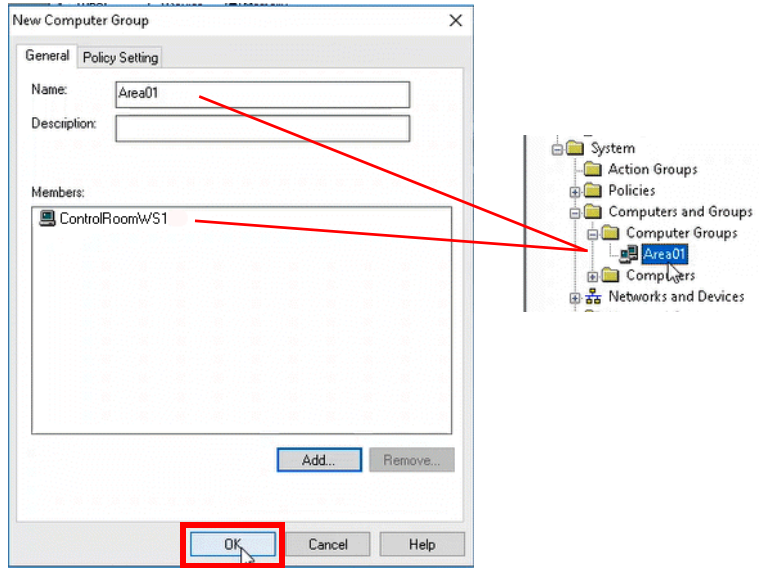 New Computer Group
General Policy Setting
Name: Area01
Description:
Members:
ControlRoomWS1
Add... Remove...
OK Cancel Help
System
Action Groups
Policies
Computers and Groups
Computer Groups
Area01
Computers
Networks and Devices